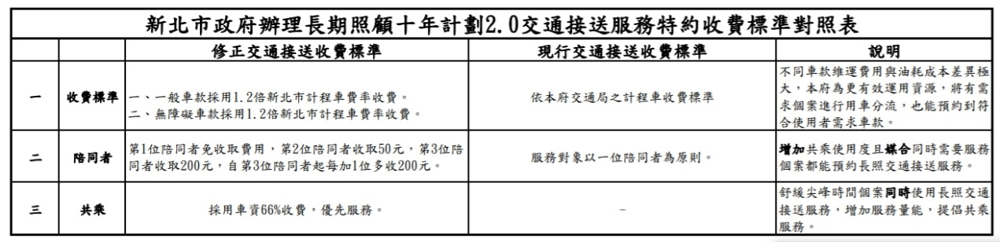 新北市政府辦理長期照顧十年計劃2.0交通接送服務特約收費標準對照表
修正交通接送收費標準
現行交通接送收費標準
說明
一
收費標準
一、一般車款採用1.2倍新北市計程車費率收費。
二、無障礙車款採用1.2倍新北市計程車費率收費。
依本府交通局之計程車收費標準
不同車款維運費用與油耗成本差異極
大，本府為更有效運用資源，將有需
求個案進行用車分流，也能預約到符
合使用者需求車款。
二
陪同者
第1位陪同者免收取費用，第2位陪同者收取50元，第3位陪
同者收取200元，自第3位陪同者起每加1位多收200元。
服務對象以一位陪同者為原則。
增加共乘使用度且媒合同時需要服務
個案都能預約長照交通接送服務。
三
共乘
採用車資66%收費，優先服務。
-
舒緩尖峰時間個案同時使用長照交通
接送服務，增加服務量能，提倡共乘
服務。